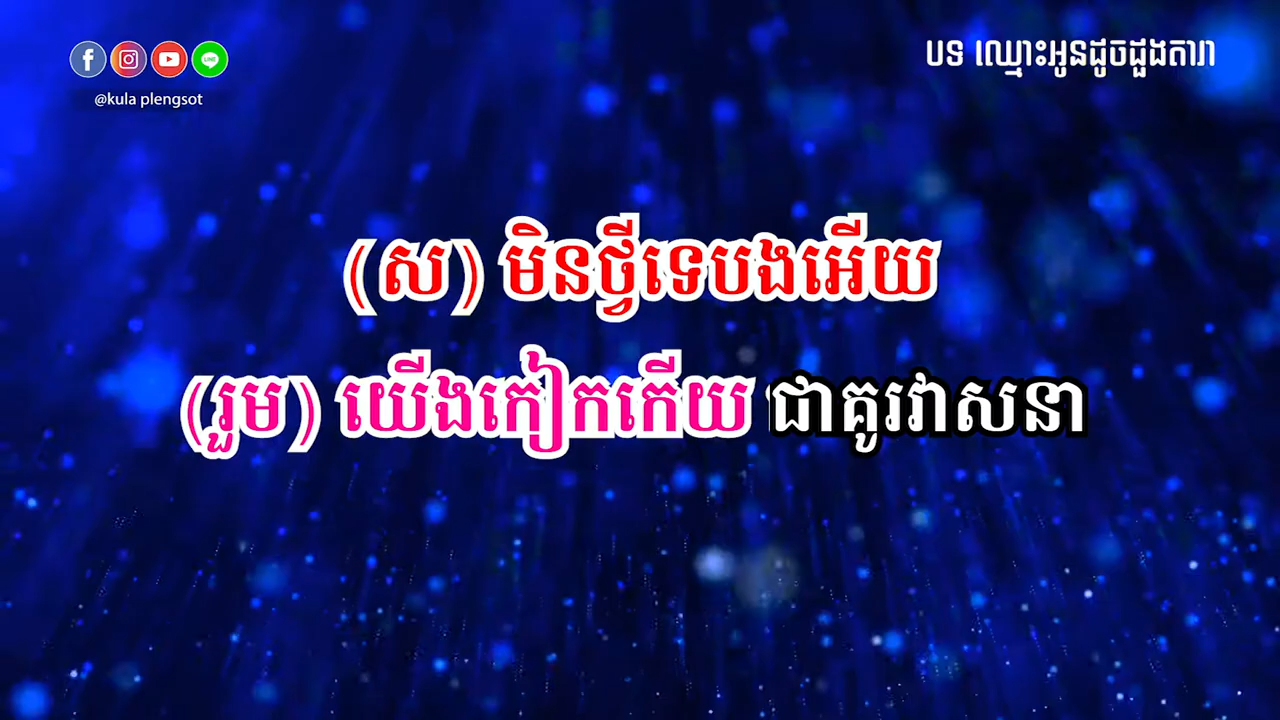 @kula plengsot
បទ ឈ្មោះអូនដូចដួងតារា
(ស) មិនថ្វីទេបងអើយ
(រួម) យើងកៀកកើយ ជាគូរវាសនា